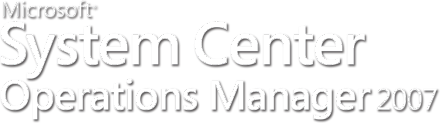 Microsoft®
System Center
Operations Manager 2007